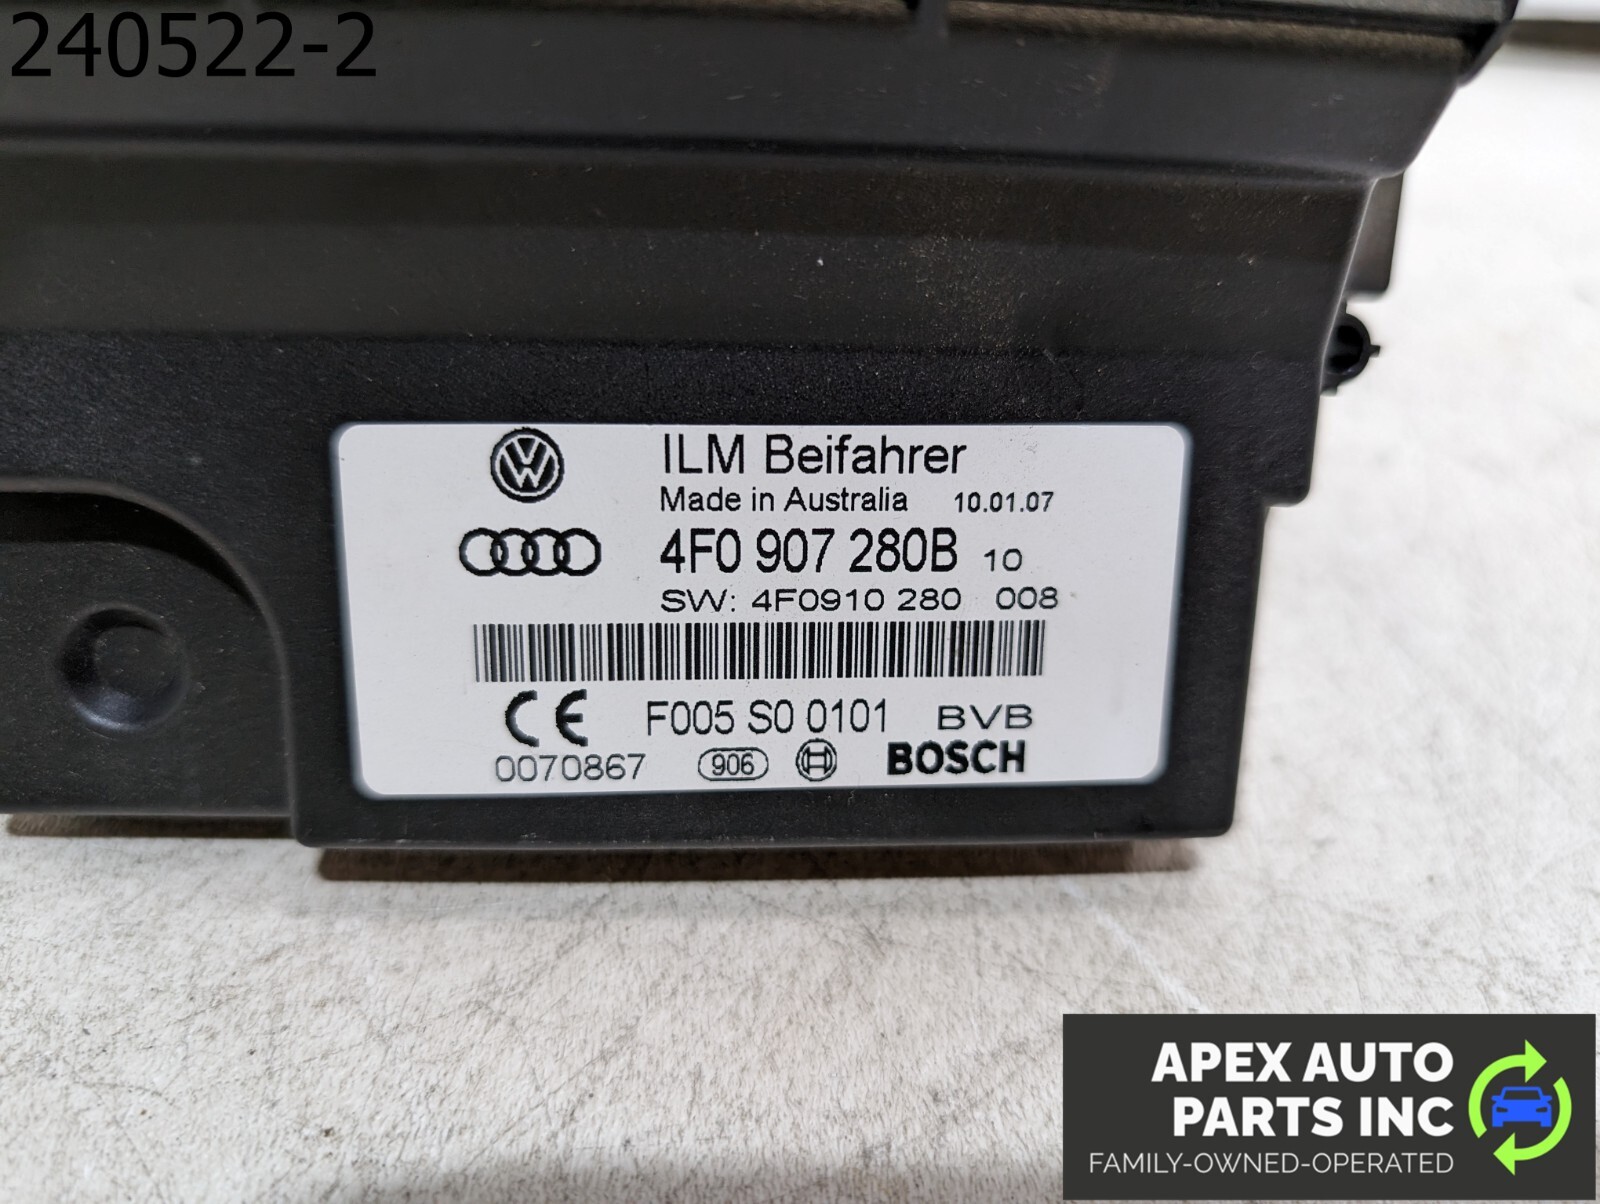 240522-2
ILM Beifahrer
Made in Australia 10.01.07
4F0 907 280B 10
SW: 4F0910 280 008
CE F005 S0 0101 BVB
0070867 906 BOSCH
APEX AUTO
PARTS INC
FAMILY-OWNED-OPERATED